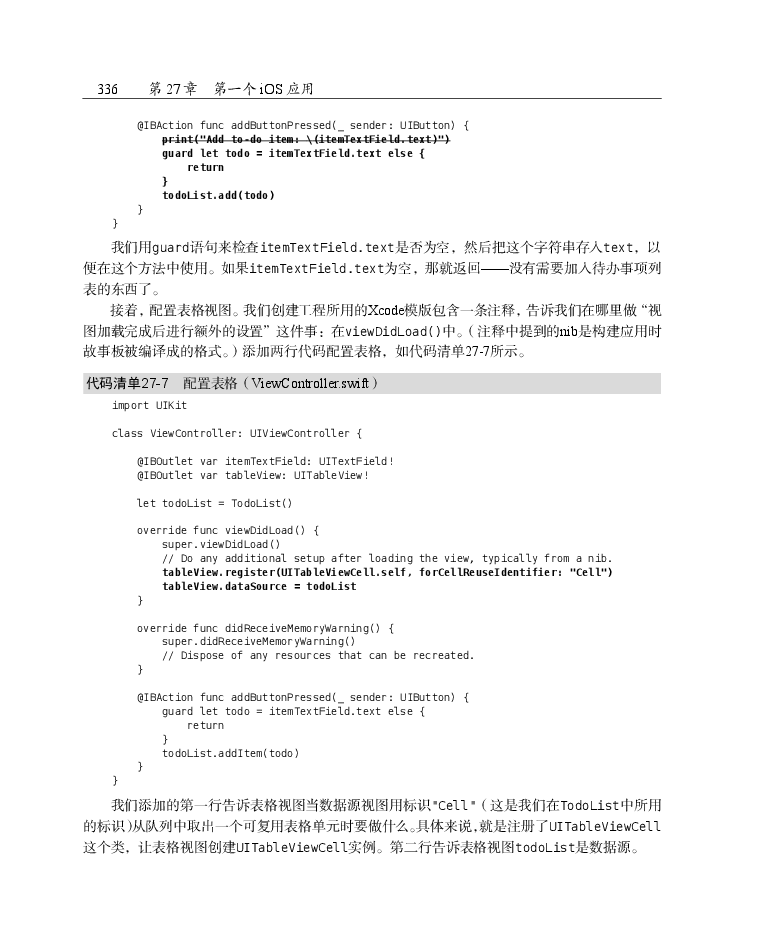 336 第 27 章 第一个 iOS 应用
@IBAction func addButtonPressed(_ sender: UIButton) {
print("Add to-do item: \(itemTextField.text)")
guard let todo = itemTextField.text else {
return
}
todoList.add(todo)
}
}
我们用guard语句来检查itemTextField.text是否为空，然后把这个字符串存入text，以
便在这个方法中使用。如果itemTextField.text为空，那就返回——没有需要加入待办事项列
表的东西了。
接着，配置表格视图。我们创建工程所用的Xcode模版包含一条注释，告诉我们在哪里做“视
图加载完成后进行额外的设置”这件事：在viewDidLoad()中。（注释中提到的nib是构建应用时
故事板被编译成的格式。）添加两行代码配置表格，如代码清单27-7所示。
代码清单27-7 配置表格（ViewController.swift）
import UIKit
class ViewController: UIViewController {
@IBOutlet var itemTextField: UITextField!
@IBOutlet var tableView: UITableView!
let todoList = TodoList()
override func viewDidLoad() {
super.viewDidLoad()
// Do any additional setup after loading the view, typically from a nib.
tableView.register(UITableViewCell.self, forCellReuseIdentifier: "Cell")
tableView.dataSource = todoList
}
override func didReceiveMemoryWarning() {
super.didReceiveMemoryWarning()
// Dispose of any resources that can be recreated.
}
@IBAction func addButtonPressed(_ sender: UIButton) {
guard let todo = itemTextField.text else {
return
}
todoList.addItem(todo)
}
}
我们添加的第一行告诉表格视图当数据源视图用标识"Cell"（这是我们在TodoList中所用
的标识）从队列中取出一个可复用表格单元时要做什么。具体来说，就是注册了UITableViewCell
这个类，让表格视图创建UITableViewCell实例。第二行告诉表格视图todoList是数据源。